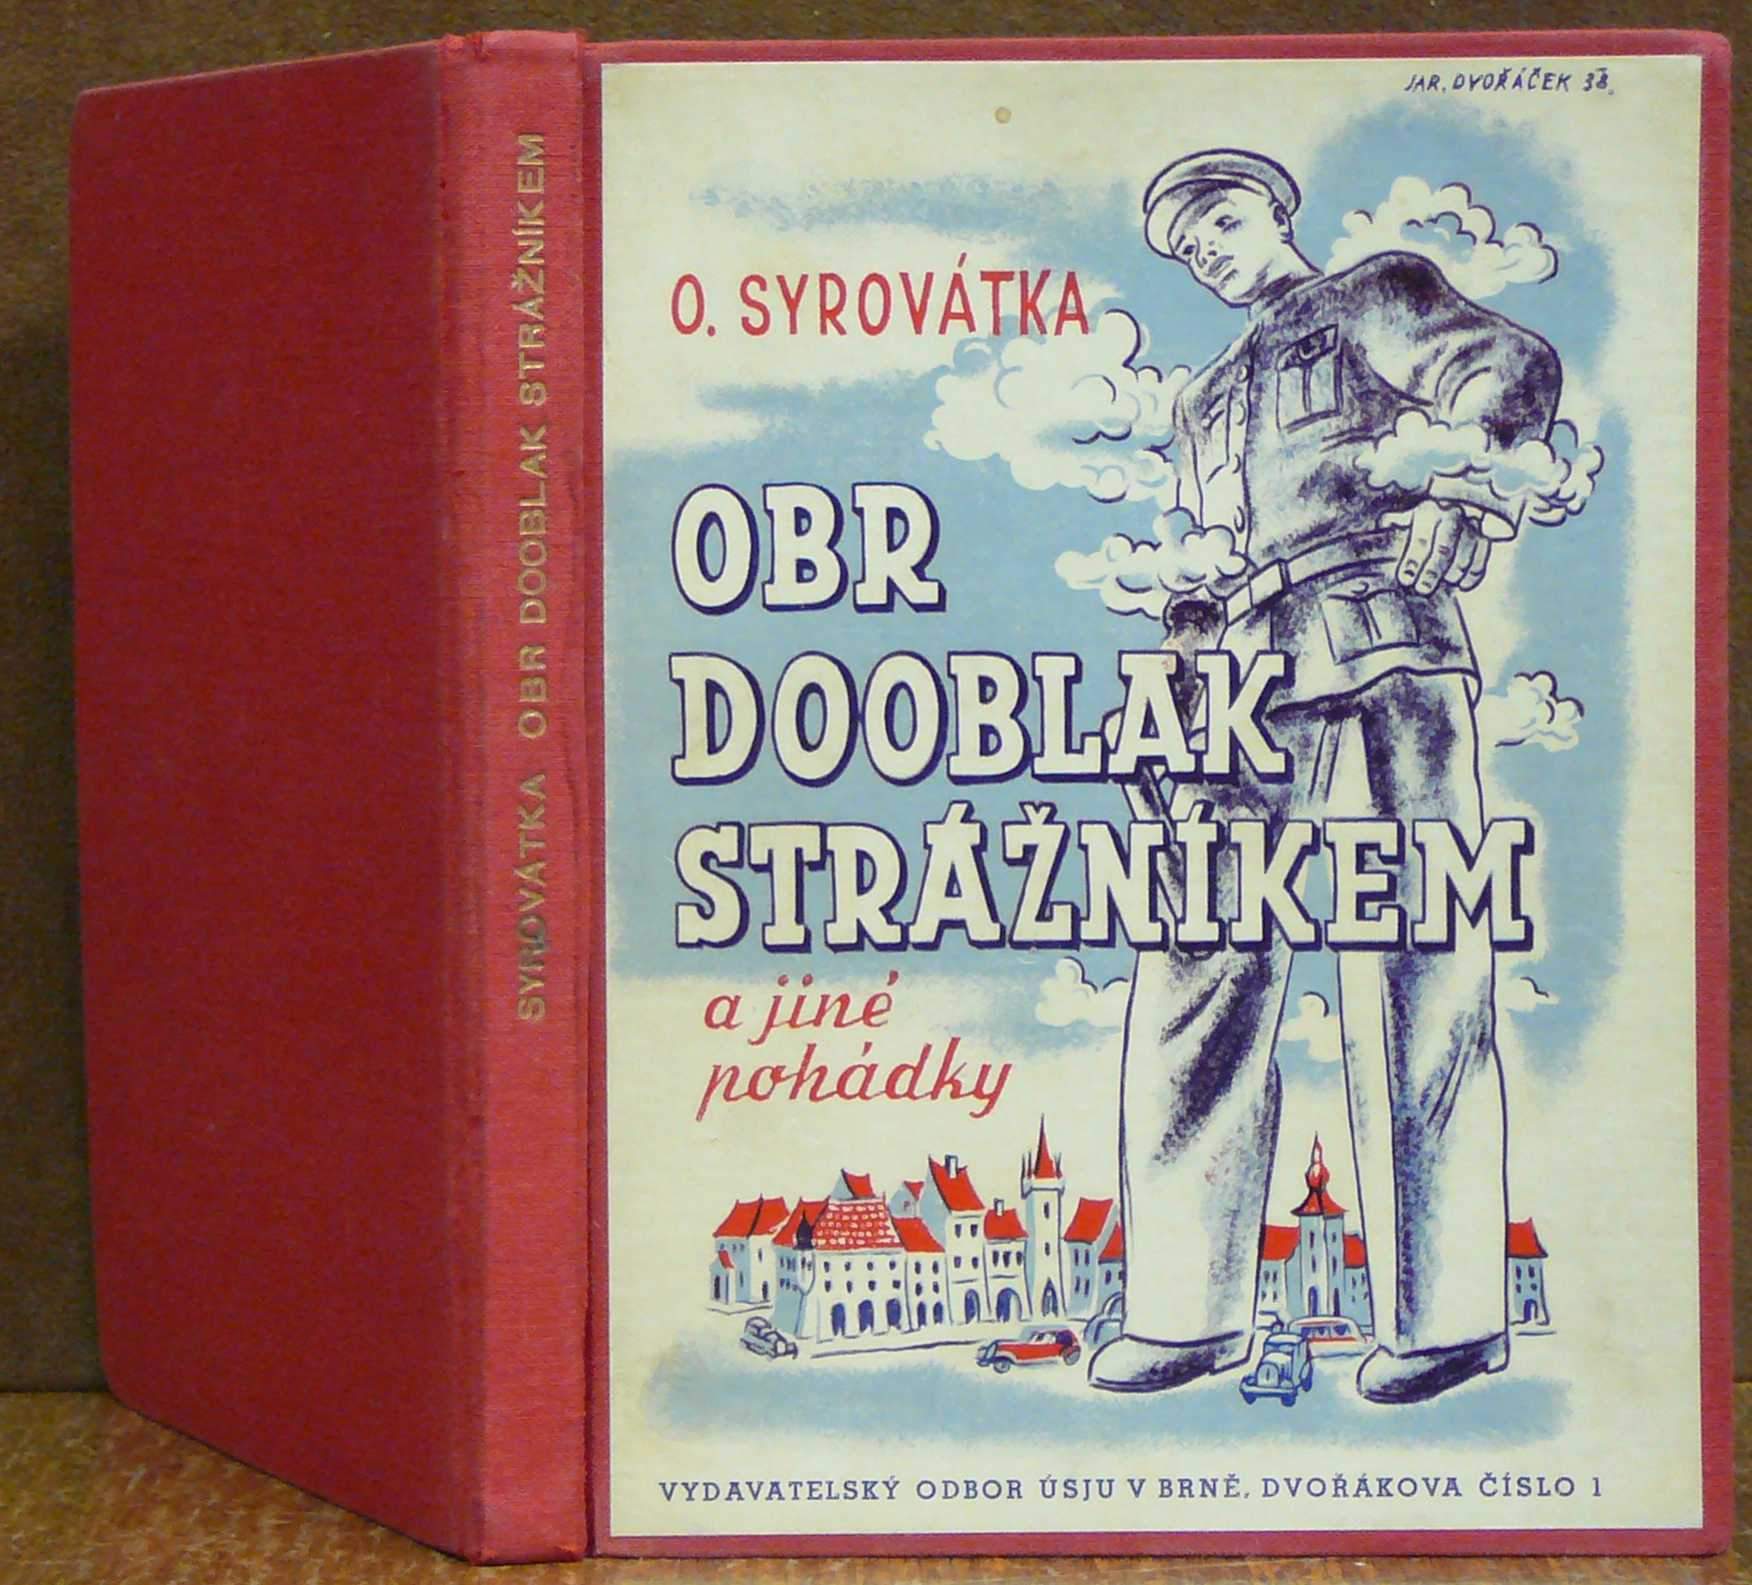 SYROVÁTKA OBR DOOBLAK STRÁŽNÍKEM
JAR. DVOŘÁČEK 38.
O. SYROVÁTKA
OBR
DOOBLAK
STRÁŽNÍKEM
a jiné
pohádky
VYDAVATELSKÝ ODBOR ÚSJU V BRNĚ, DVOŘÁKOVA ČÍSLO 1